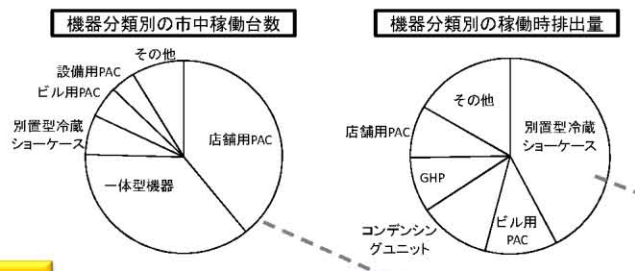 機器分類別の市中稼働台数
その他
設備用PAC
ビル用PAC
別置型冷蔵
ショーケース
店舗用PAC
一体型機器
機器分類別の稼働時排出量
その他
別置型冷蔵
ショーケース
店舗用PAC
GHP
コンデンシン
グユニット
ビル用
PAC